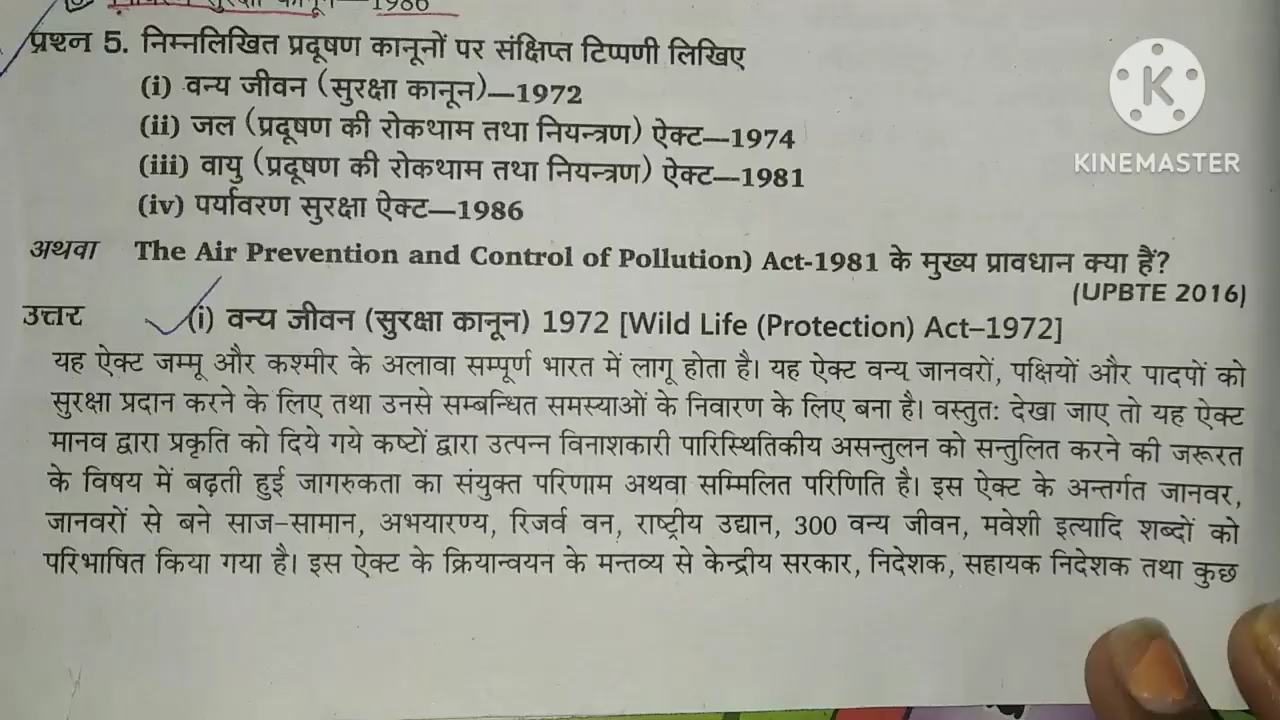 1986
प्रश्न 5. निम्नलिखित प्रदूषण कानूनों पर संक्षिप्त टिप्पणी लिखिए
(i) वन्य जीवन (सुरक्षा कानून)—1972
(ii) जल (प्रदूषण की रोकथाम तथा नियन्त्रण) ऐक्ट—1974
(iii) वायु (प्रदूषण की रोकथाम तथा नियन्त्रण) ऐक्ट—1981
(iv) पर्यावरण सुरक्षा ऐक्ट—1986
K
KINEMASTER
अथवा The Air Prevention and Control of Pollution) Act-1981 के मुख्य प्रावधान क्या हैं?
(UPBTE 2016)
उत्तर (i) वन्य जीवन (सुरक्षा कानून) 1972 [Wild Life (Protection) Act–1972]
यह ऐक्ट जम्मू और कश्मीर के अलावा सम्पूर्ण भारत में लागू होता है। यह ऐक्ट वन्य जानवरों, पक्षियों और पादपों को
सुरक्षा प्रदान करने के लिए तथा उनसे सम्बन्धित समस्याओं के निवारण के लिए बना है। वस्तुतः देखा जाए तो यह ऐक्ट
मानव द्वारा प्रकृति को दिये गये कष्टों द्वारा उत्पन्न विनाशकारी पारिस्थितिकीय असन्तुलन को सन्तुलित करने की जरूरत
के विषय में बढ़ती हुई जागरुकता का संयुक्त परिणाम अथवा सम्मिलित परिणिति है। इस ऐक्ट के अन्तर्गत जानवर,
जानवरों से बने साज-सामान, अभयारण्य, रिजर्व वन, राष्ट्रीय उद्यान, 300 वन्य जीवन, मवेशी इत्यादि शब्दों को
परिभाषित किया गया है। इस ऐक्ट के क्रियान्वयन के मन्तव्य से केन्द्रीय सरकार, निदेशक, सहायक निदेशक तथा कुछ